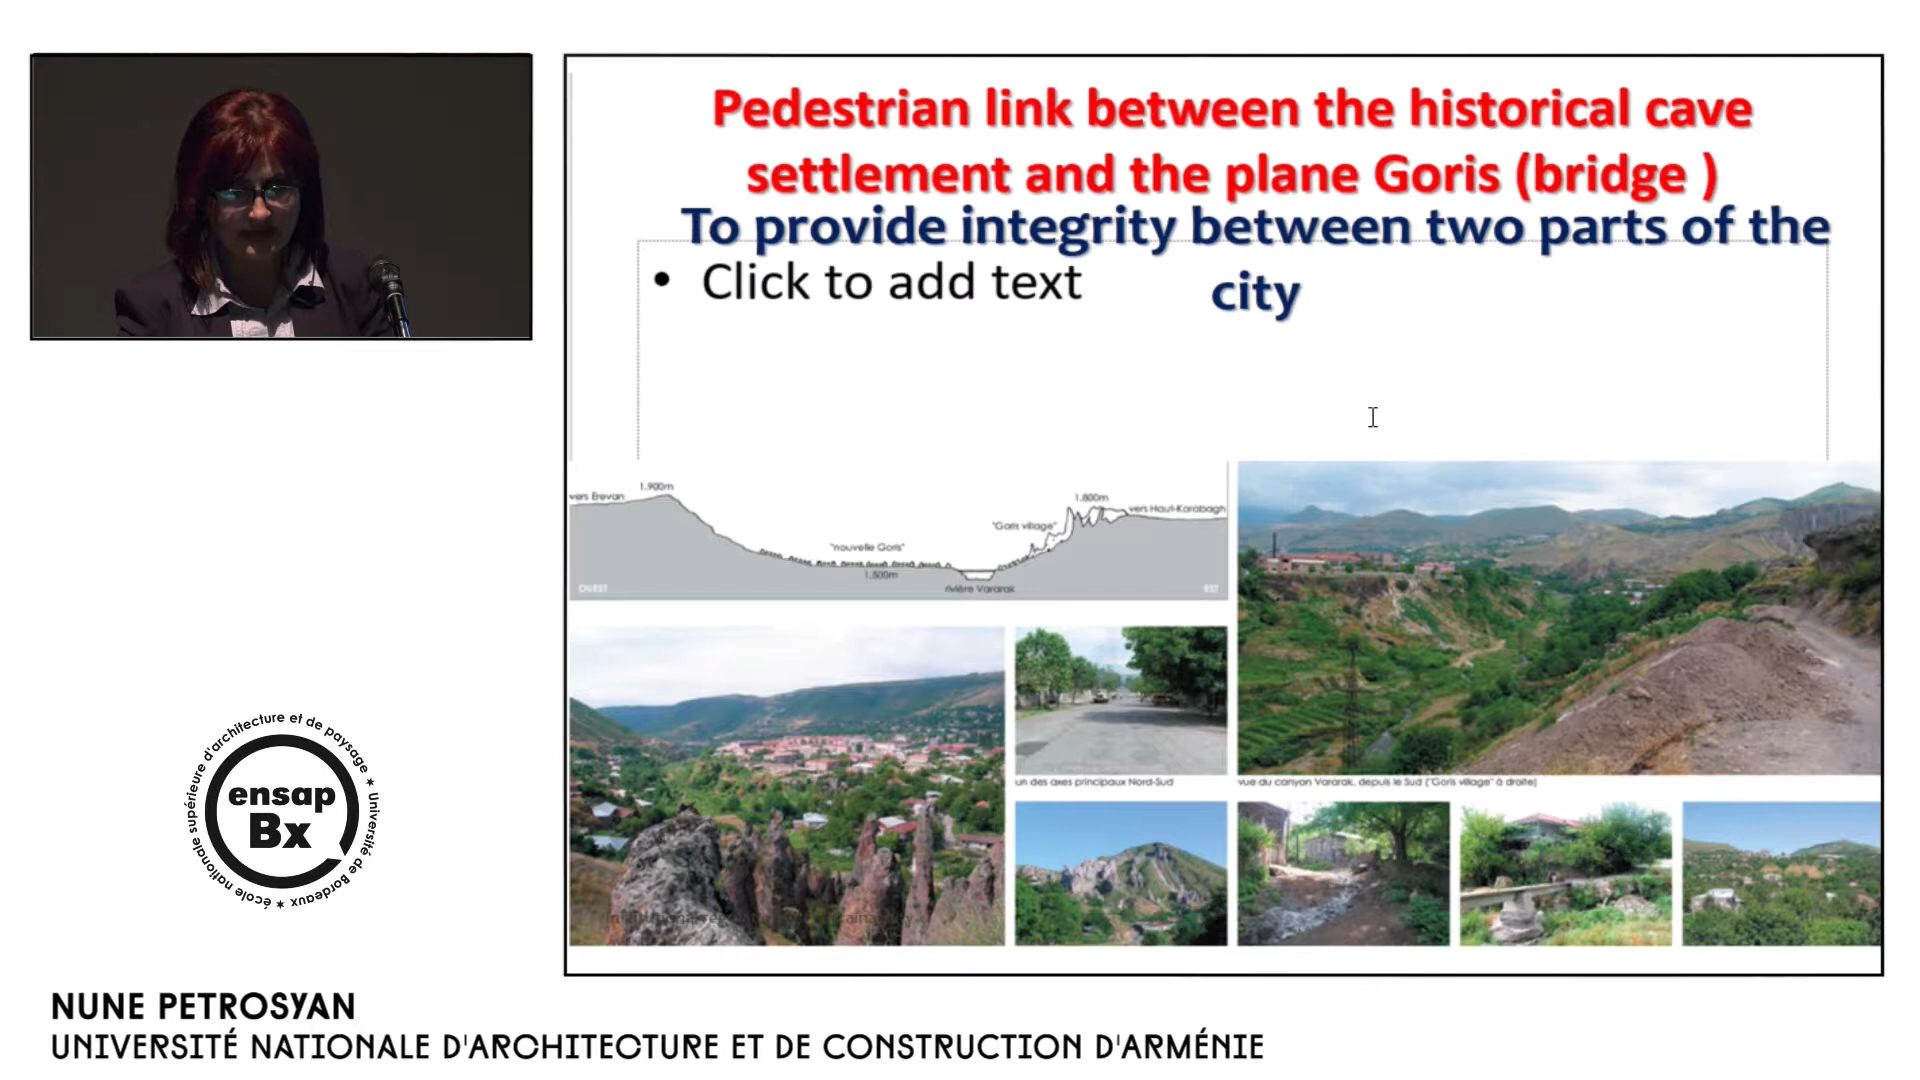 Pedestrian link between the historical cave
settlement and the plane Goris (bridge )
To provide integrity between two parts of the
city
• Click to add text
vers Erevan
1.900m
"nouvelle Goris"
1.500m
rivière Vararak
"Goris village"
1.800m
vers Haut-Karabagh
OUEST
EST
un des axes principaux Nord-Sud
vue du canyon Vararak, depuis le Sud ("Goris village" à droite)
école nationale supérieure d'architecture et de paysage ✶ Université de Bordeaux ✶
ensap
Bx
NUNE PETROSYAN
UNIVERSITÉ NATIONALE D'ARCHITECTURE ET DE CONSTRUCTION D'ARMÉNIE